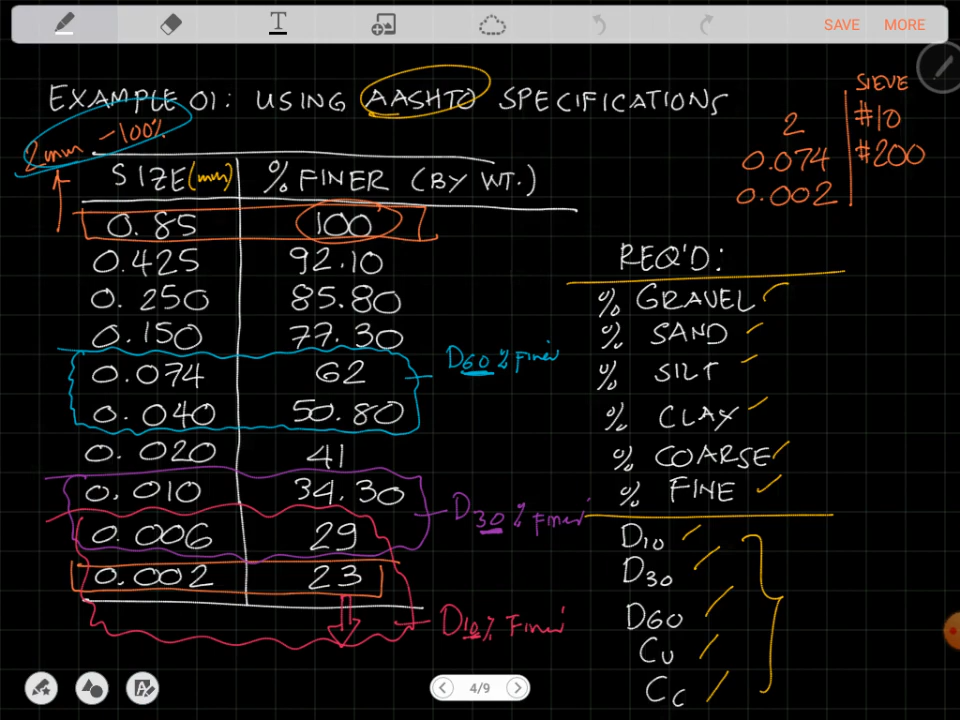 T
SAVE
MORE
EXAMPLE 01: USING AASHTO SPECIFICATIONS
SIEVE
2 #10
0.074 #200
0.002
2mm - 100%
SIZE (mm) % FINER (BY WT.)
0.85 100
0.425 92.10
0.250 85.80
0.150 77.30
0.074 62
0.040 50.80
0.020 41
0.010 34.30
0.006 29
0.002 23
D60 % Finer
D30 % Finer
D10 % Finer
REQ'D:
% GRAVEL
% SAND
% SILT
% CLAY
% COARSE
% FINE
D10
D30
D60
Cu
Cc
A
4/9